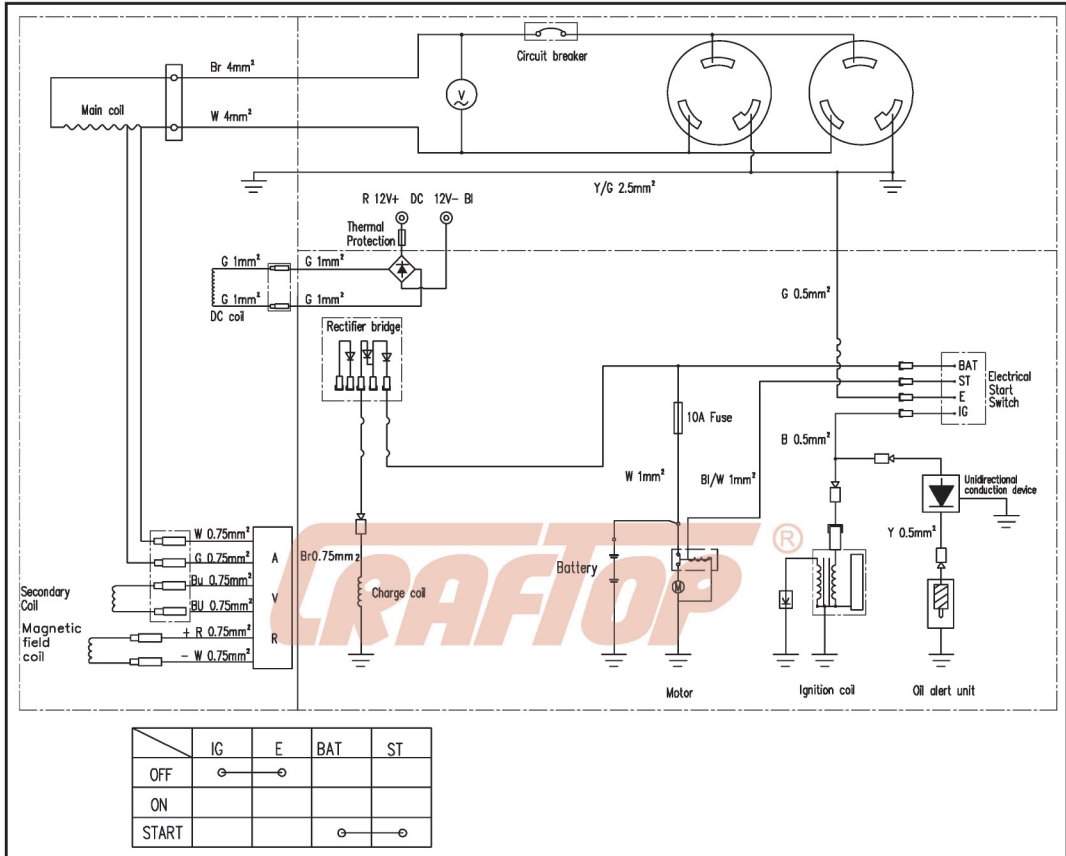 Circuit breaker
Br 4mm²
Main coil
V
W 4mm²
Y/G 2.5mm²
R 12V+ DC 12V- Bl
Thermal
Protection
G 1mm² G 1mm²
G 1mm² G 1mm²
DC coil
G 0.5mm²
Rectifier bridge
BAT
ST
E
IG
Electrical
Start
Switch
10A Fuse
B 0.5mm²
W 1mm²
Bl/W 1mm²
Unidirectional
conduction device
Y 0.5mm²
W 0.75mm²
G 0.75mm²
Bu 0.75mm²
BU 0.75mm²
+ R 0.75mm²
- W 0.75mm²
A
V
R
Secondary
Coil
Magnetic
field
coil
Br0.75mm2
Charge coil
Battery
M
CRAFTOP ®
Motor
Ignition coil
Oil alert unit
IG E BAT ST
OFF
ON
START